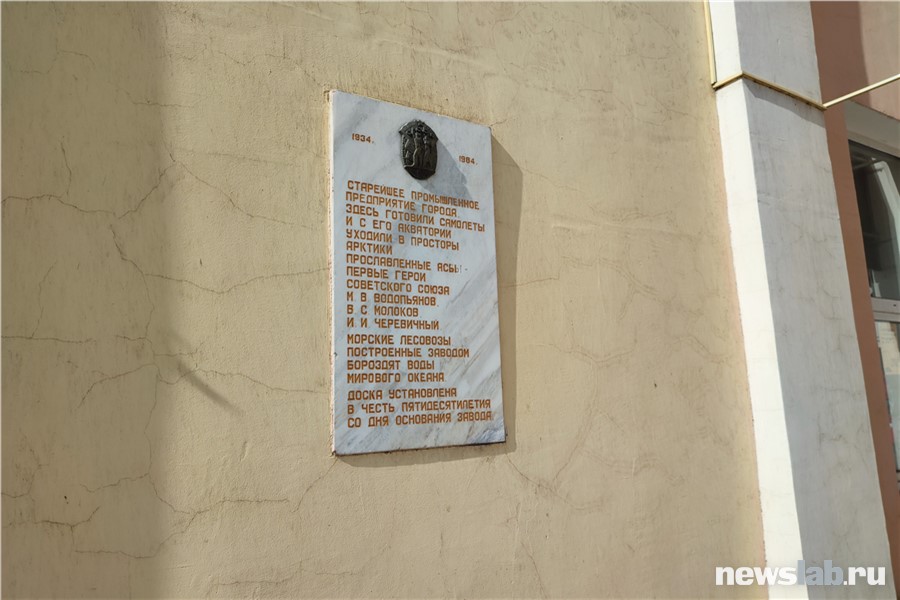 1934г.
1984г.
СТАРЕЙШЕЕ ПРОМЫШЛЕННОЕ
ПРЕДПРИЯТИЕ ГОРОДА.
ЗДЕСЬ ГОТОВИЛИ САМОЛЕТЫ
И С ЕГО АКВАТОРИИ
УХОДИЛИ В ПРОСТОРЫ
АРКТИКИ
ПРОСЛАВЛЕННЫЕ АСЫ
ПЕРВЫЕ ГЕРОИ
СОВЕТСКОГО СОЮЗА
М В ВОДОПЬЯНОВ
В С МОЛОКОВ
И И ЧЕРЕВИЧНЫЙ
МОРСКИЕ ЛЕСОВОЗЫ
ПОСТРОЕННЫЕ ЗАВОДОМ
БОРОЗДЯТ ВОДЫ
МИРОВОГО ОКЕАНА
ДОСКА УСТАНОВЛЕНА
В ЧЕСТЬ ПЯТИДЕСЯТИЛЕТИЯ
СО ДНЯ ОСНОВАНИЯ ЗАВОДА
newslab.ru